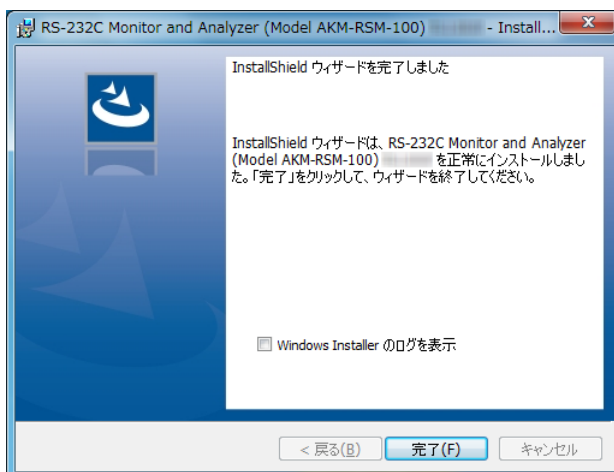 RS-232C Monitor and Analyzer (Model AKM-RSM-100) - Install...
InstallShield ウィザードを完了しました
InstallShield ウィザードは、RS-232C Monitor and Analyzer
(Model AKM-RSM-100) を正常にインストールしまし
た。「完了」をクリックして、ウィザードを終了してください。
Windows Installer のログを表示
< 戻る(B)
完了(F)
キャンセル